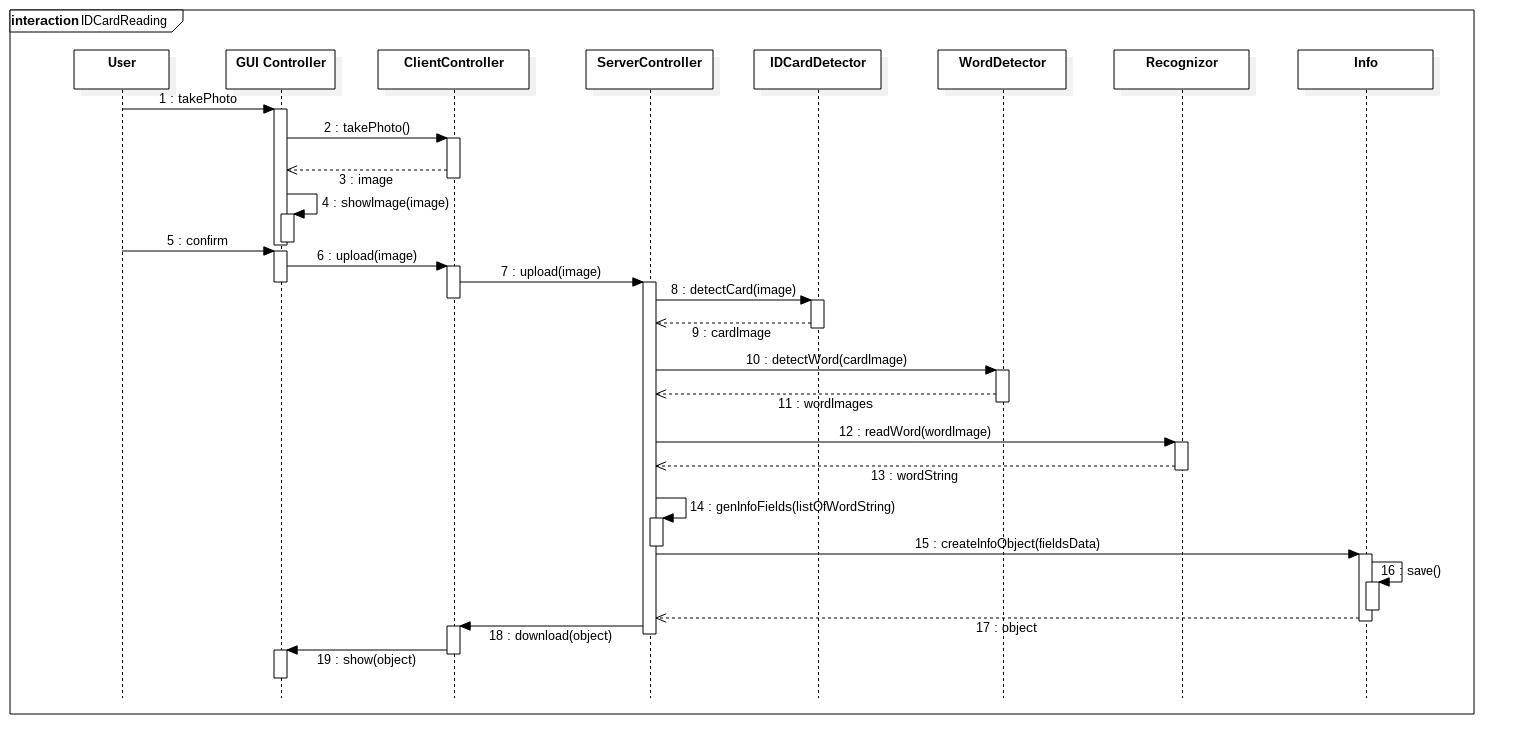 interaction IDCardReading
User
GUI Controller
ClientController
ServerController
IDCardDetector
WordDetector
Recognizor
Info
1 : takePhoto
2 : takePhoto()
3 : image
4 : showImage(image)
5 : confirm
6 : upload(image)
7 : upload(image)
8 : detectCard(image)
9 : cardImage
10 : detectWord(cardImage)
11 : wordImages
12 : readWord(wordImage)
13 : wordString
14 : genInfoFields(listOfWordString)
15 : createInfoObject(fieldsData)
16 : save()
17 : object
18 : download(object)
19 : show(object)